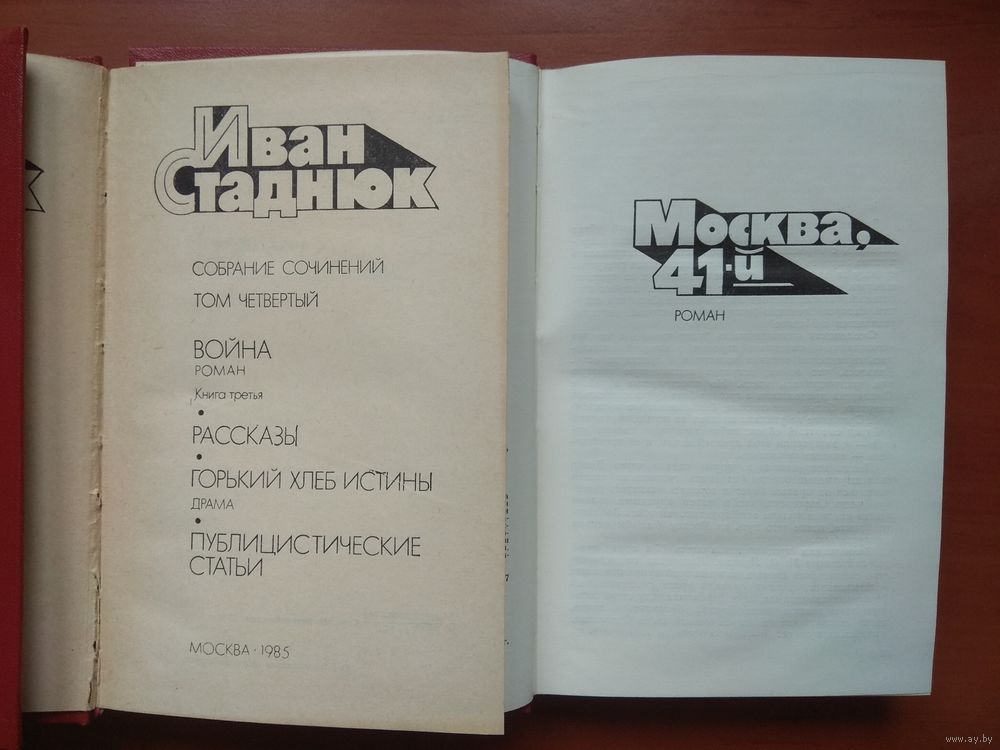 Иван
Стаднюк
СОБРАНИЕ СОЧИНЕНИЙ
ТОМ ЧЕТВЕРТЫЙ
ВОЙНА
РОМАН
Книга третья
•
РАССКАЗЫ
•
ГОРЬКИЙ ХЛЕБ ИСТИНЫ
ДРАМА
•
ПУБЛИЦИСТИЧЕСКИЕ
СТАТЬИ
МОСКВА · 1985
Москва,
41-й
РОМАН
www.ay.by